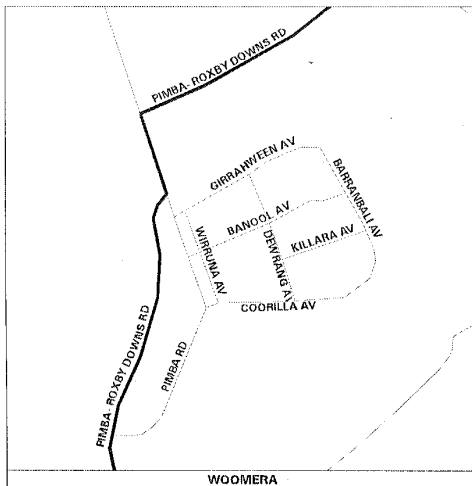 PIMBA- ROXBY DOWNS RD
GIRRAHWEEN AV
BARRANBALI AV
BANOOL AV
WIRRUNA AV
DEWRANG AV
KILLARA AV
COORILLA AV
PIMBA RD
PIMBA- ROXBY DOWNS RD
WOOMERA